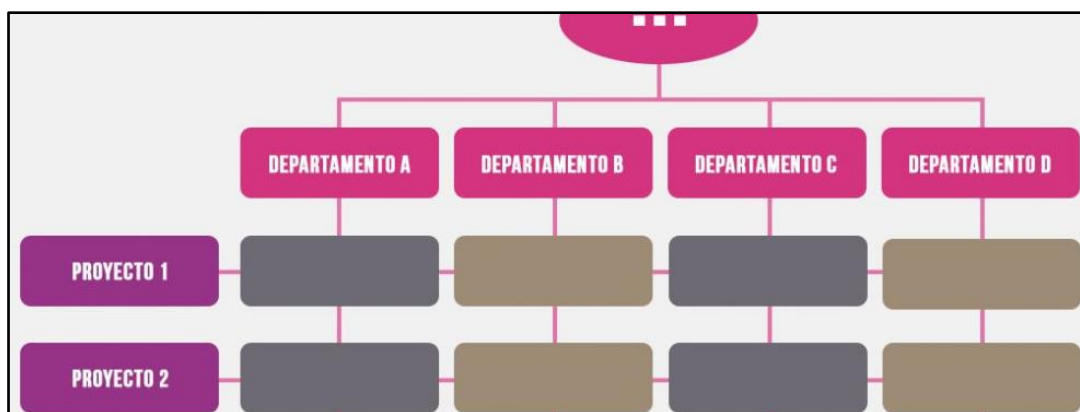 DEPARTAMENTO A
DEPARTAMENTO B
DEPARTAMENTO C
DEPARTAMENTO D
PROYECTO 1
PROYECTO 2